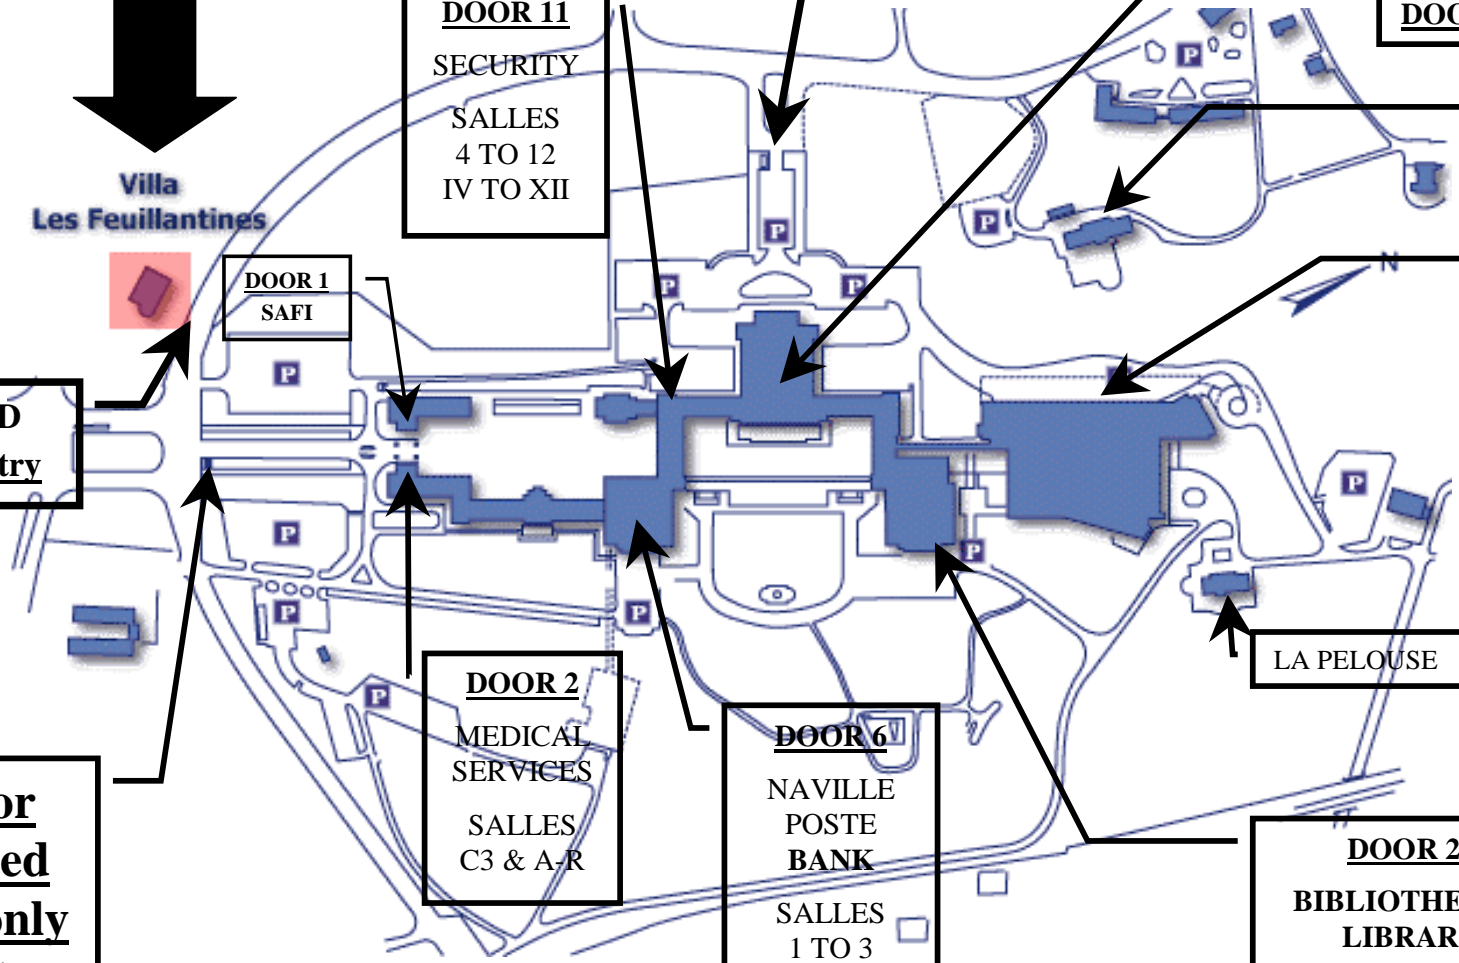 DOOR 11
SECURITY
SALLES
4 TO 12
IV TO XII
Villa
Les Feuillantines
DOOR 1
SAFI
N
P
P
P
P
P
P
P
P
P
P
P
P
LA PELOUSE
DOOR 2
MEDICAL
SERVICES
SALLES
C3 & A-R
DOOR 6
NAVILLE
POSTE
BANK
SALLES
1 TO 3
DOOR 2
BIBLIOTHE
LIBRAR
D
try
or
ed
only
DOO